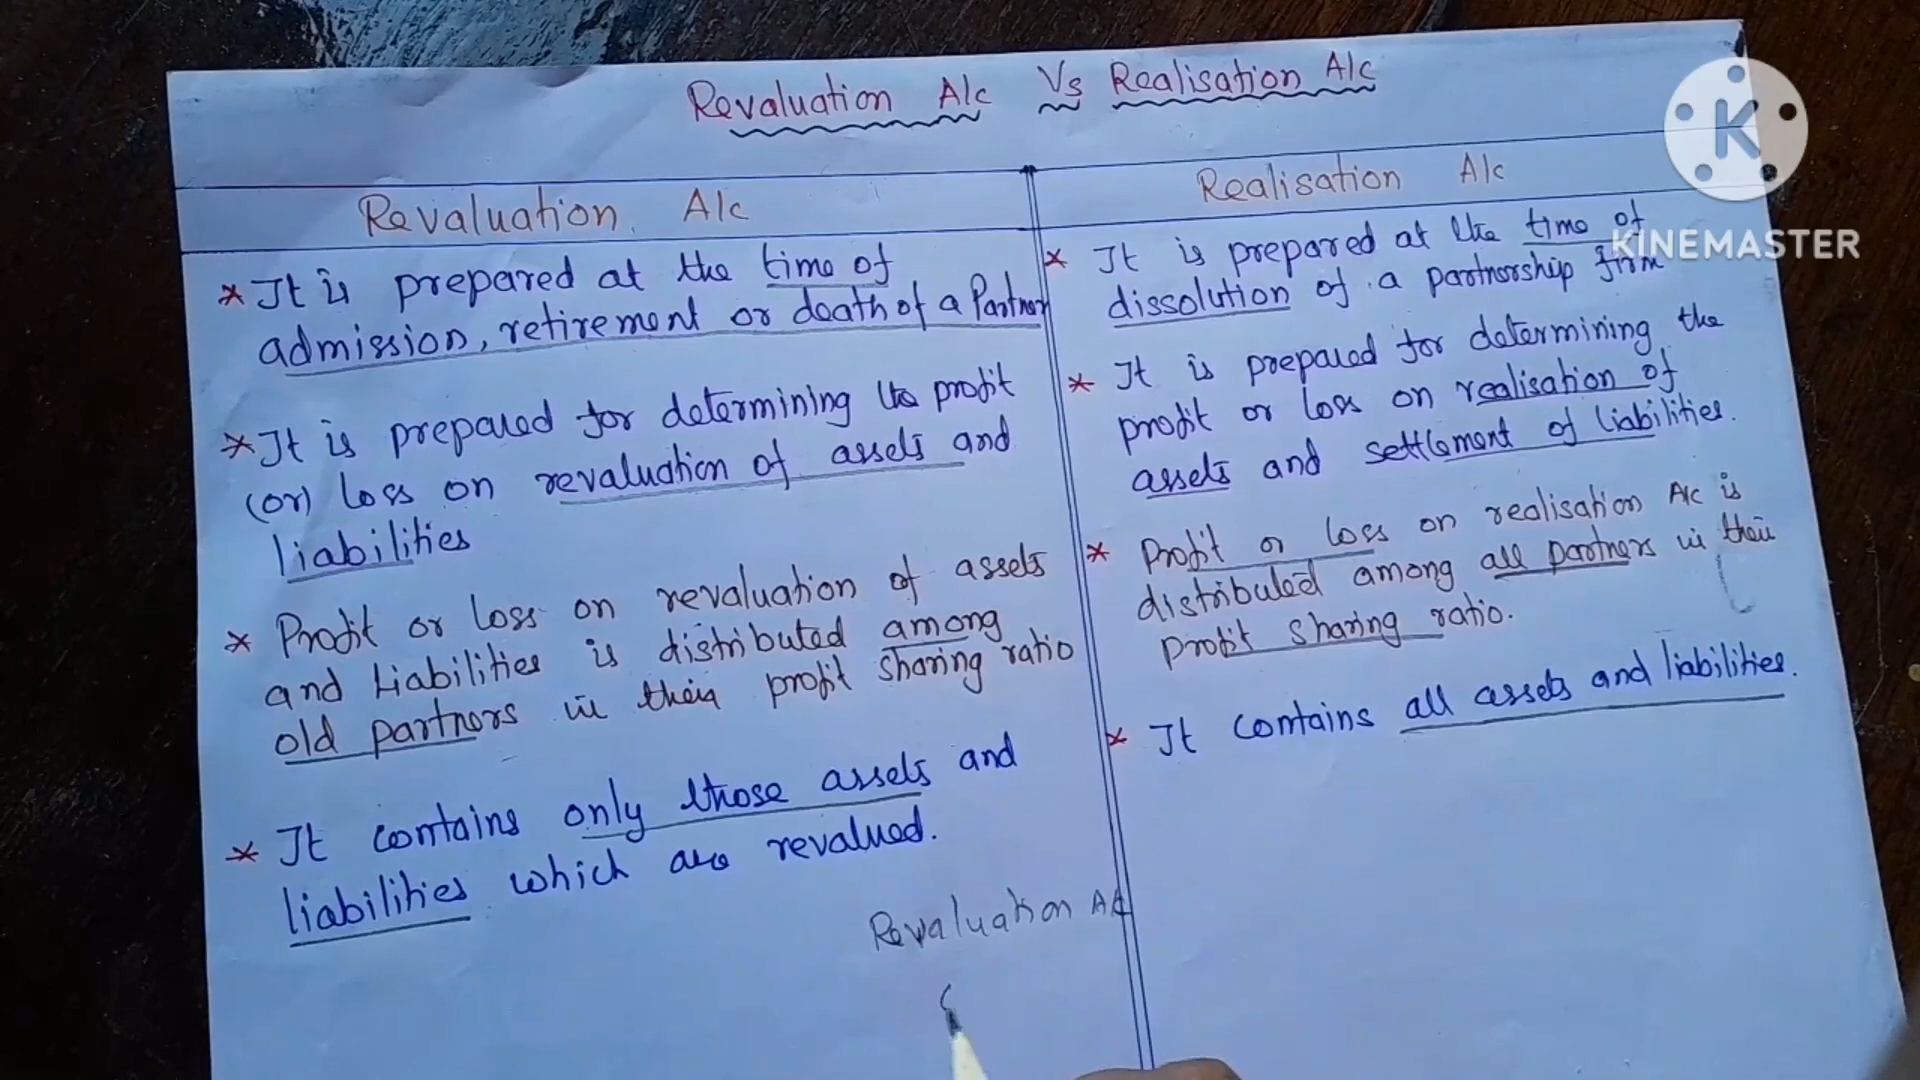 Revaluation A/c Vs Realisation A/c
Revaluation A/c
* It is prepared at the time of
admission, retirement or death of a Partner
* It is prepared for determining the profit
(or) loss on revaluation of assets and
liabilities
* Profit or loss on revaluation of assets
and liabilities is distributed among
old partners in their profit sharing ratio
* It contains only those assets and
liabilities which are revalued.
Revaluation A/c
Realisation A/c
* It is prepared at the time of
dissolution of a partnership firm
* It is prepared for determining the
profit or loss on realisation of
assets and settlement of liabilities.
* Profit or loss on realisation A/c is
distributed among all partners in their
profit sharing ratio.
* It contains all assets and liabilities.
K
KINEMASTER